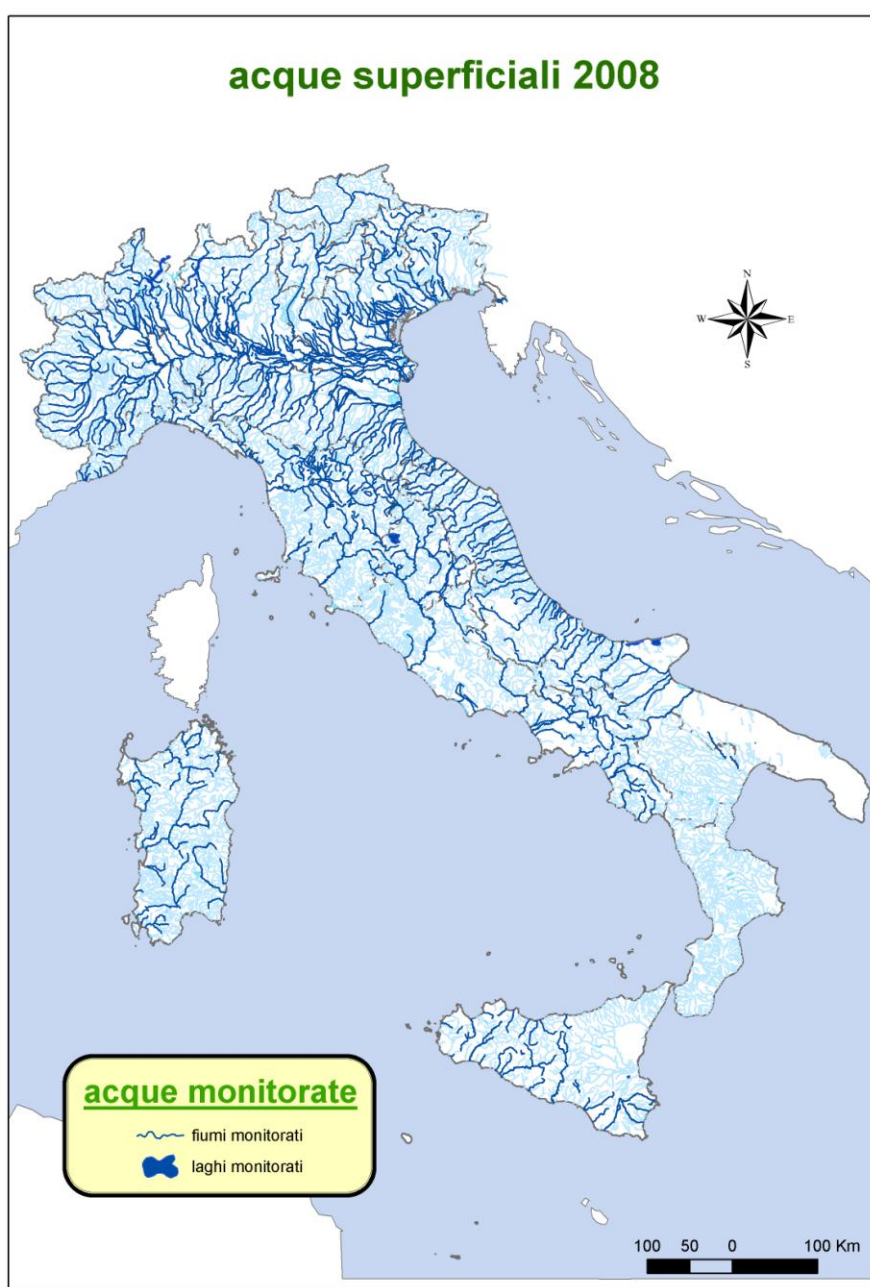 acque superficiali 2008
N
W
E
S
acque monitorate
fiumi monitorati
laghi monitorati
100 50 0 100 Km